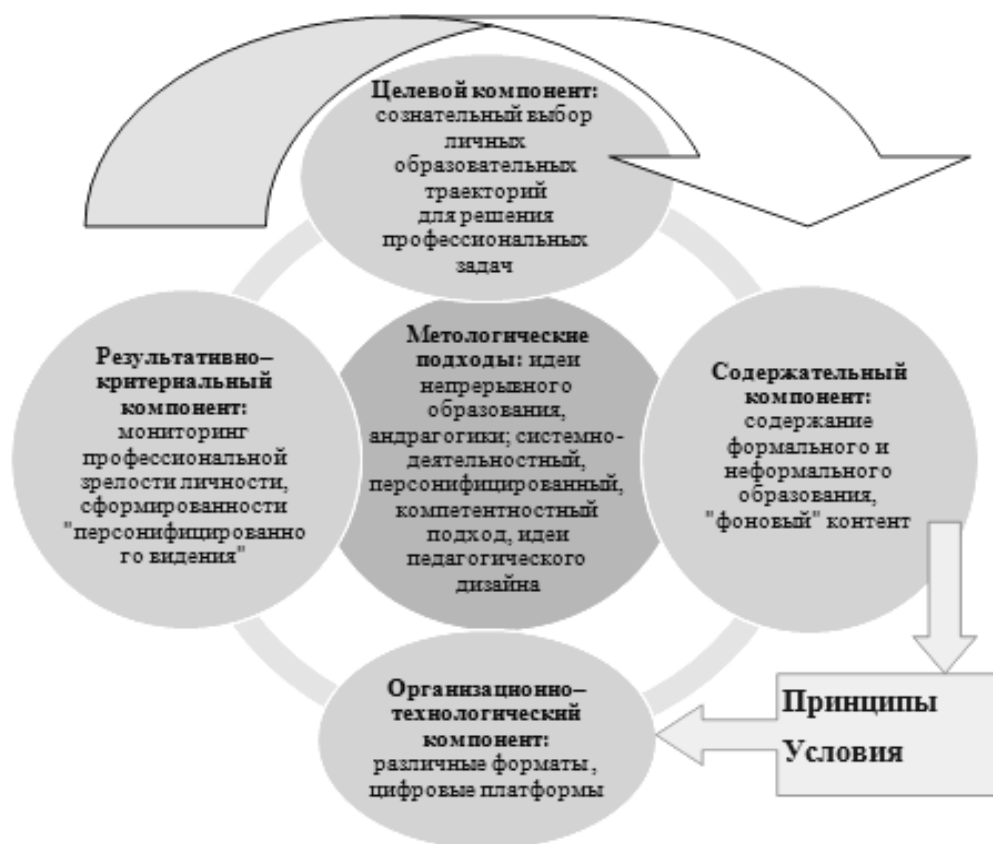 Целевой компонент:
сознательный выбор
личных
образовательных
траекторий
для решения
профессиональных
задач
Результативно–
критериальный
компонент:
мониторинг
профессиональной
зрелости личности,
сформированности
"персонифицированно
го видения"
Метологические
подходы: идеи
непрерывного
образования,
андрагогики; системно-
деятельностный,
персонифицированный,
компетентностный
подход, идеи
педагогического
дизайна
Содержательный
компонент:
содержание
формального и
неформального
образования,
"фоновый" контент
Организационно–
технологический
компонент:
различные форматы ,
цифровые платформы
Принципы
Условия